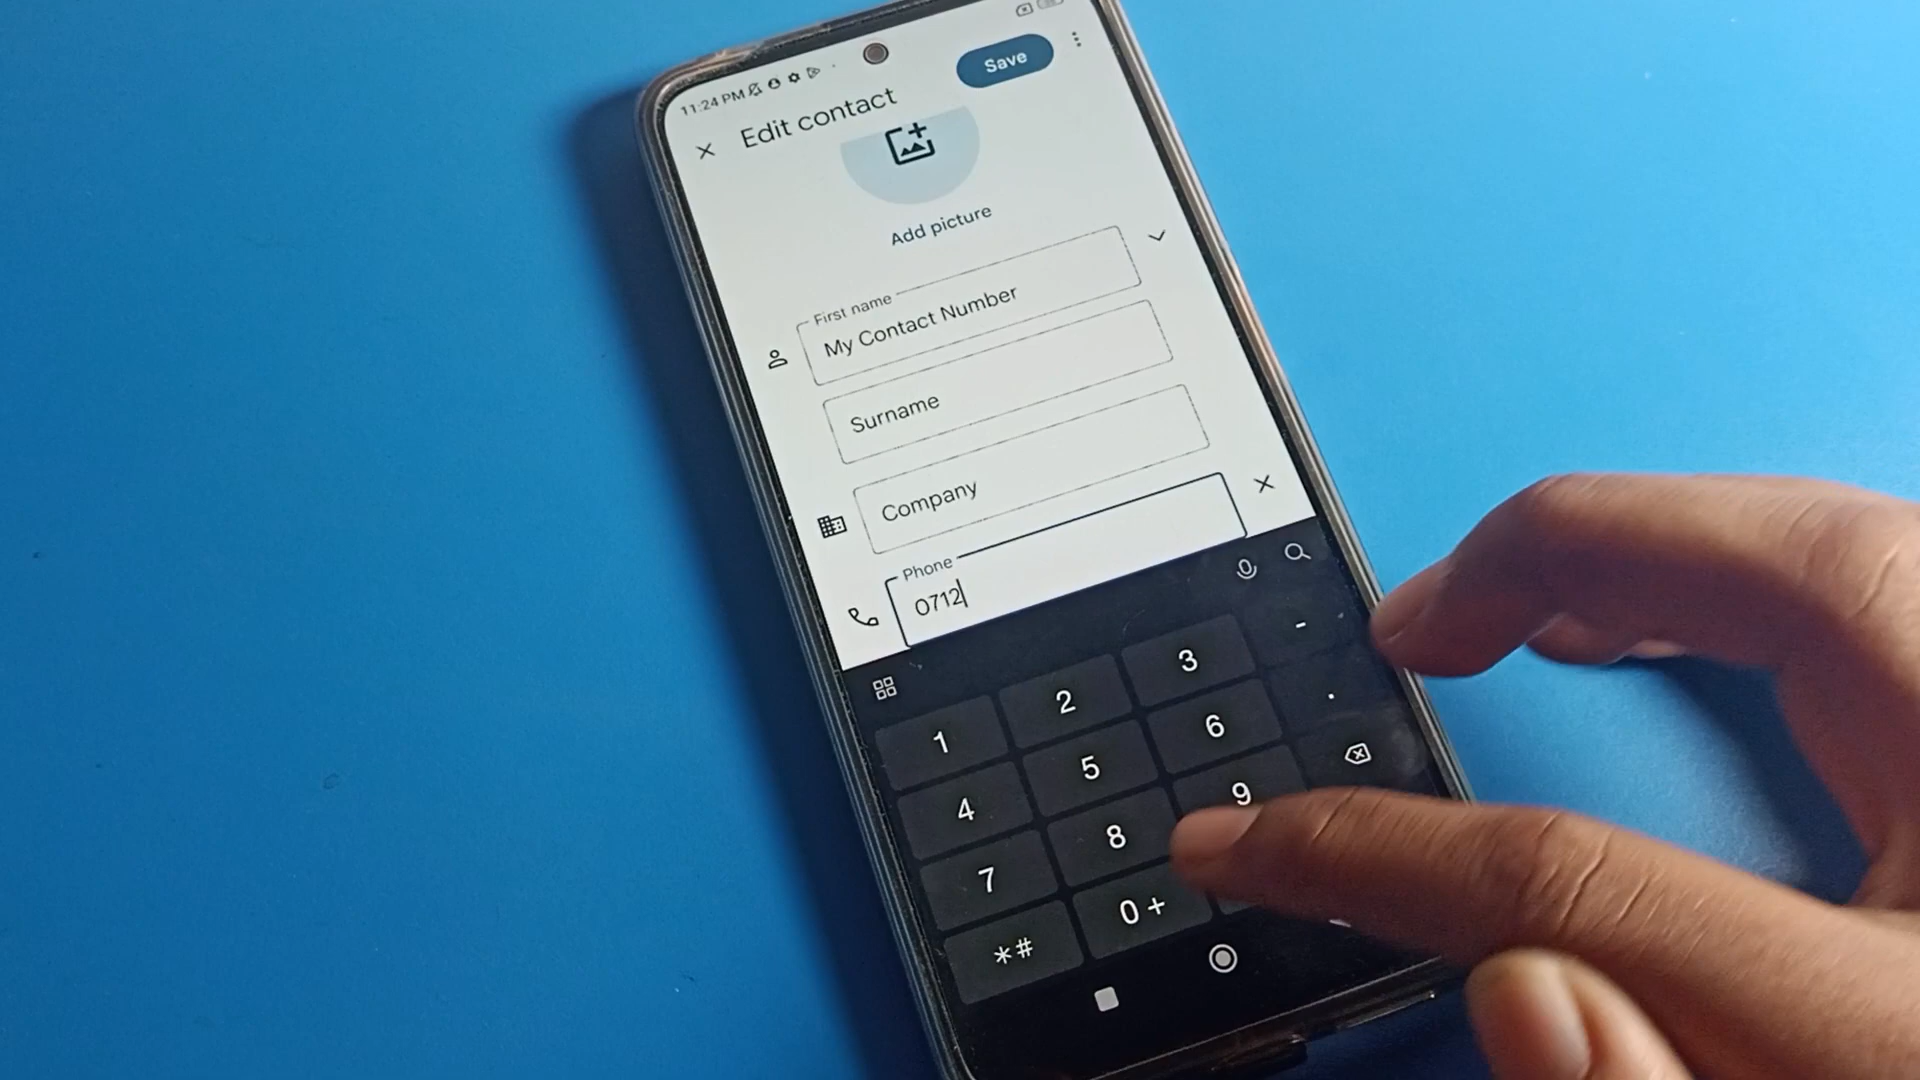 11:24 PM
Save
Edit contact
Add picture
First name
My Contact Number
Surname
Company
Phone
0712
1 2 3 -
4 5 6 .
7 8 9
*# 0 +